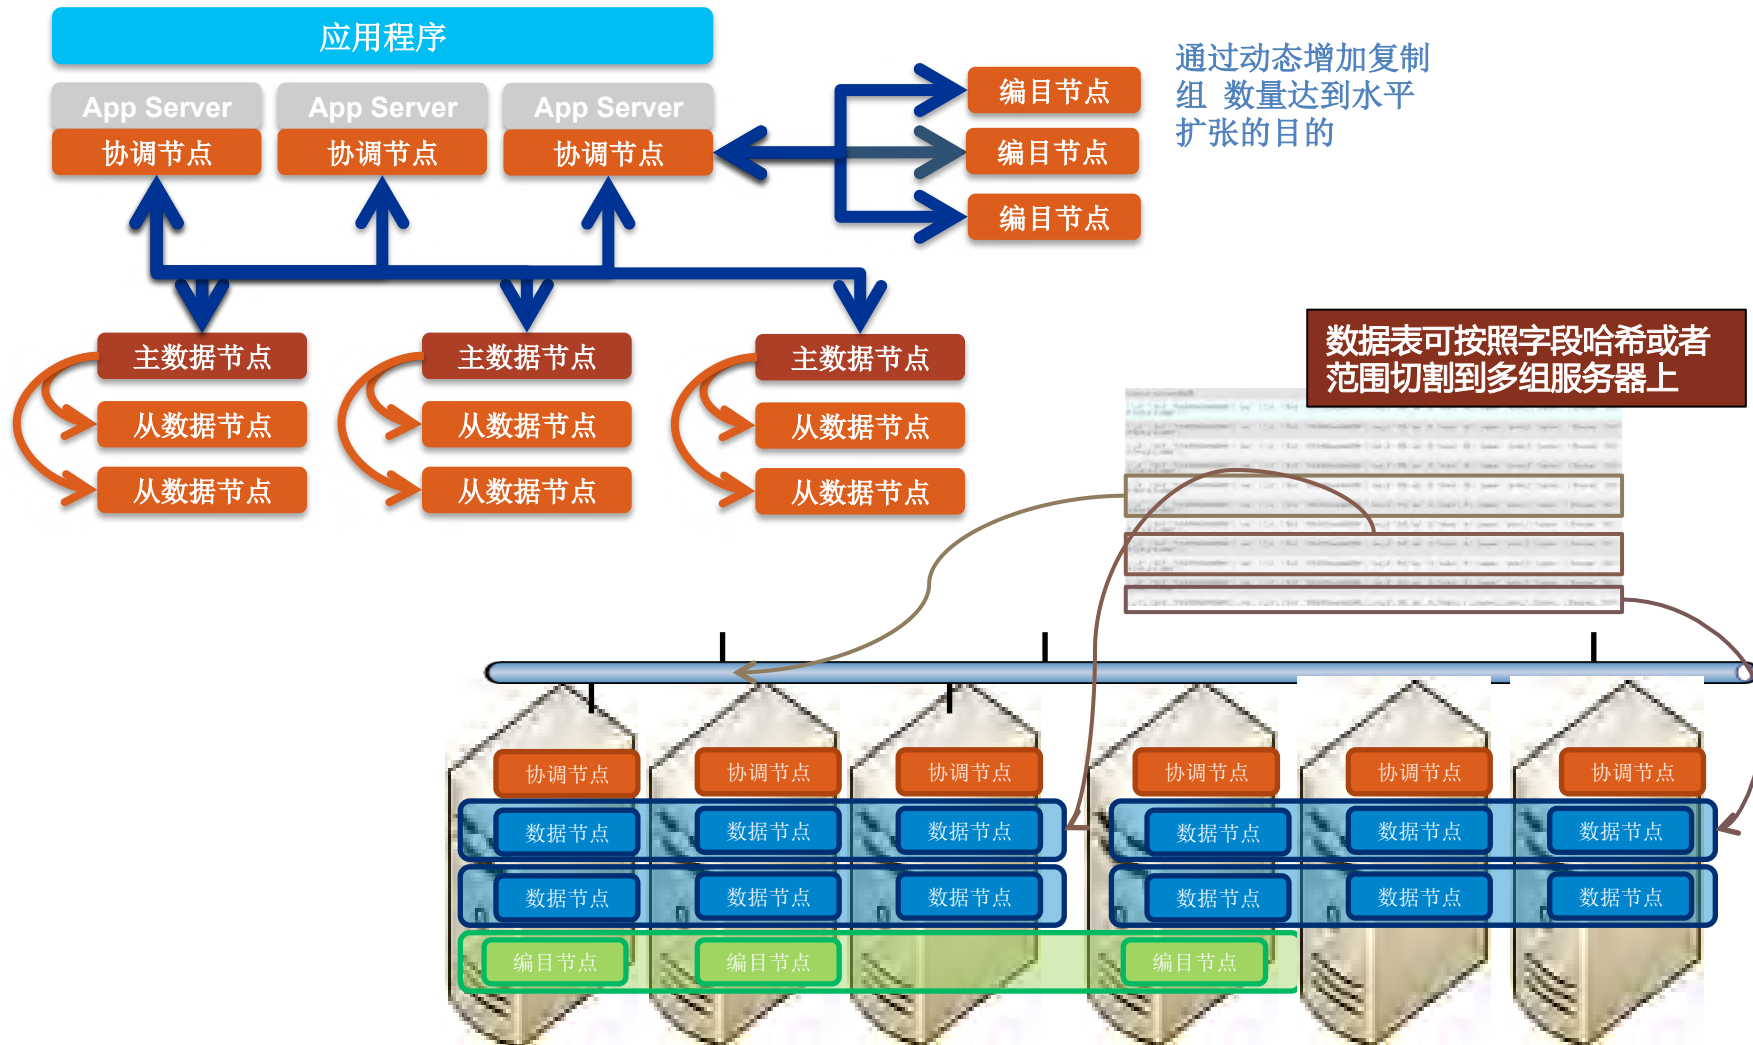 应用程序
App Server
App Server
App Server
协调节点
协调节点
协调节点
编目节点
编目节点
编目节点
通过动态增加复制
组 数量达到水平
扩张的目的
主数据节点
主数据节点
主数据节点
从数据节点
从数据节点
从数据节点
从数据节点
从数据节点
从数据节点
数据表可按照字段哈希或者
范围切割到多组服务器上
协调节点
协调节点
协调节点
协调节点
协调节点
协调节点
数据节点
数据节点
数据节点
数据节点
数据节点
数据节点
数据节点
数据节点
数据节点
数据节点
数据节点
数据节点
编目节点
编目节点
编目节点